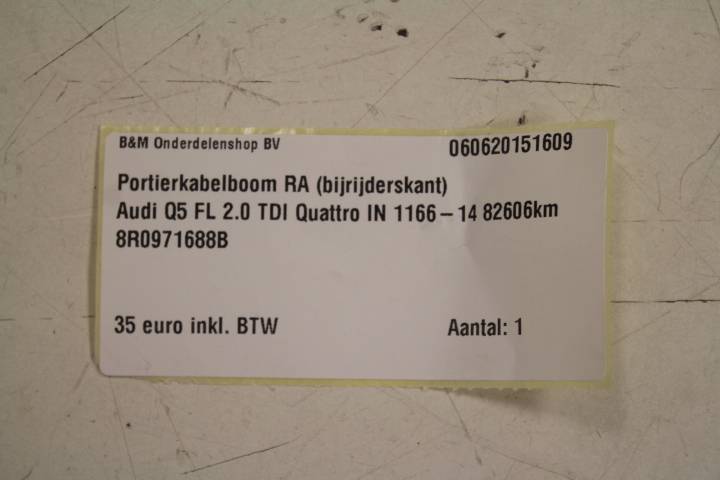 B&M Onderdelenshop BV 060620151609
Portierkabelboom RA (bijrijderskant)
Audi Q5 FL 2.0 TDI Quattro IN 1166 – 14 82606km
8R0971688B
35 euro inkl. BTW Aantal: 1